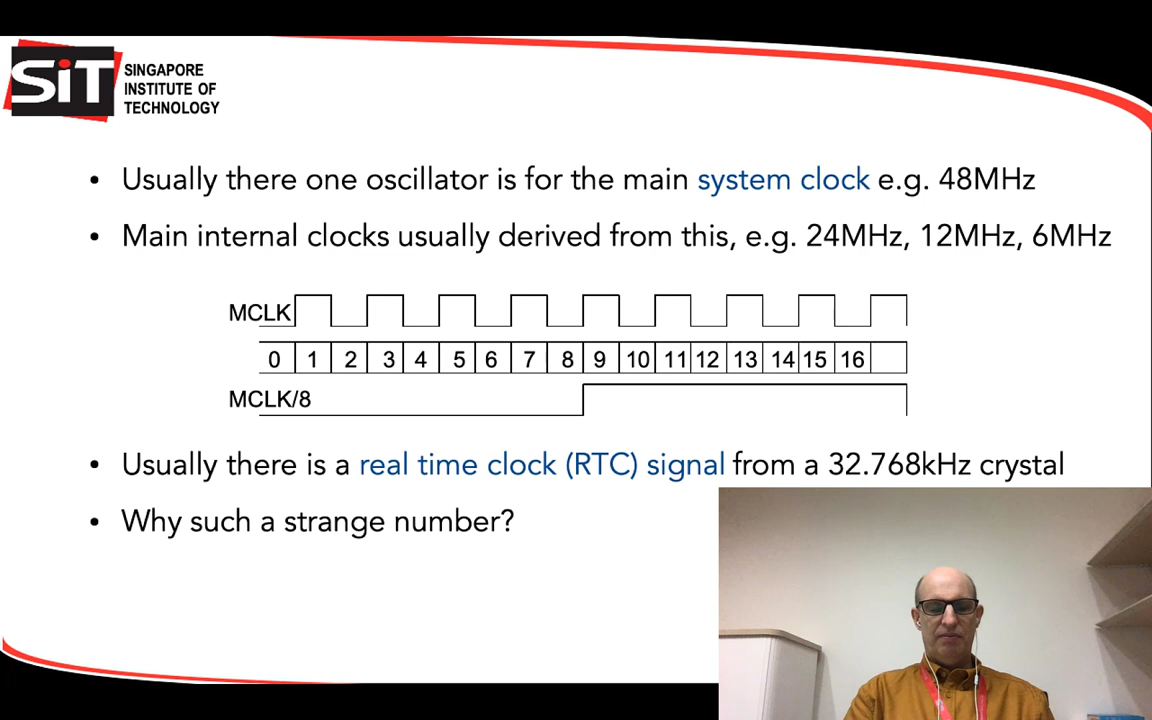 SiT
SINGAPORE
INSTITUTE OF
TECHNOLOGY
• Usually there one oscillator is for the main system clock e.g. 48MHz
• Main internal clocks usually derived from this, e.g. 24MHz, 12MHz, 6MHz
MCLK
0 1 2 3 4 5 6 7 8 9 10 11 12 13 14 15 16
MCLK/8
• Usually there is a real time clock (RTC) signal from a 32.768kHz crystal
• Why such a strange number?